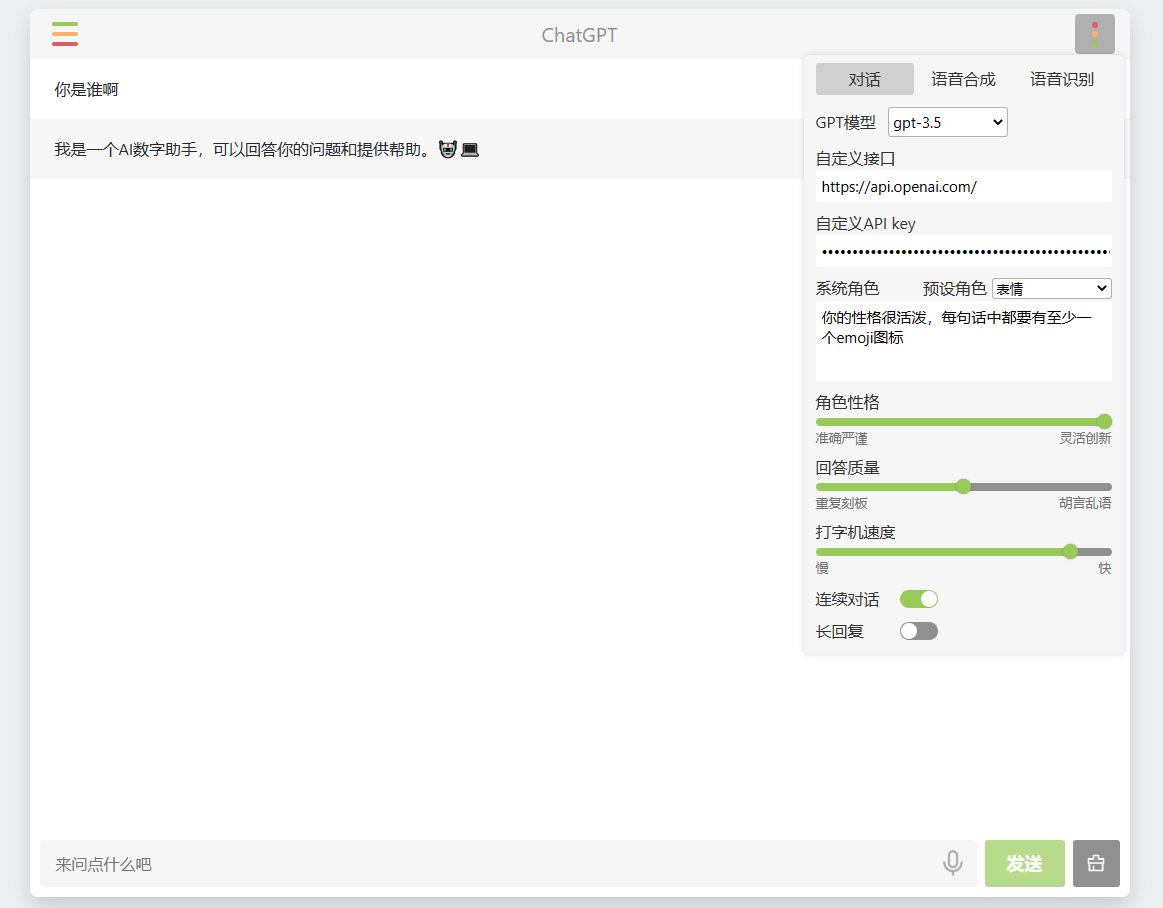 ChatGPT
你是谁啊
我是一个AI数字助手，可以回答你的问题和提供帮助。🤖💻
对话 语音合成 语音识别
GPT模型 gpt-3.5
自定义接口
https://api.openai.com/
自定义API key
••••••••••••••••••••••••••••••••••••••••••••••••
系统角色 预设角色 表情
你的性格很活泼，每句话中都要有至少一
个emoji图标
角色性格
准确严谨 灵活创新
回答质量
重复刻板 胡言乱语
打字机速度
慢 快
连续对话
长回复
来问点什么吧 发送